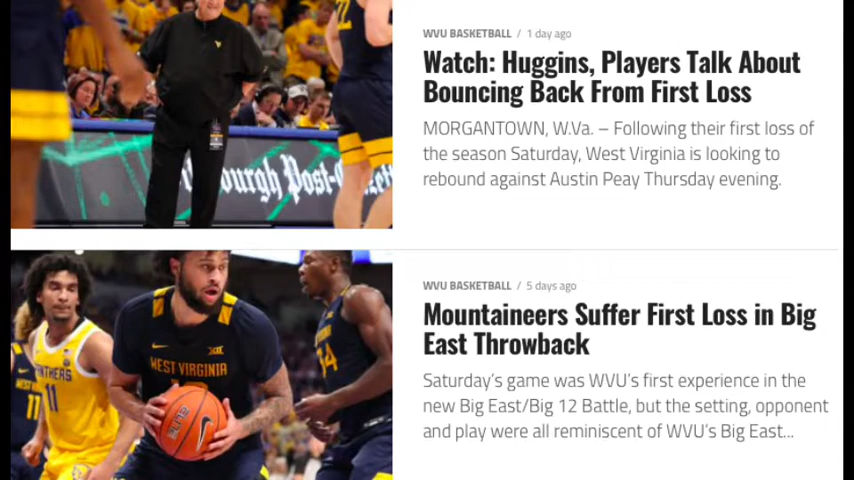 WVU BASKETBALL / 1 day ago
Watch: Huggins, Players Talk About
Bouncing Back From First Loss
MORGANTOWN, W.Va. – Following their first loss of
the season Saturday, West Virginia is looking to
rebound against Austin Peay Thursday evening.
WVU BASKETBALL / 5 days ago
Mountaineers Suffer First Loss in Big
East Throwback
Saturday's game was WVU's first experience in the
new Big East/Big 12 Battle, but the setting, opponent
and play were all reminiscent of WVU's Big East...
burgh Post-
WEST VIRGINIA
XII
11
11